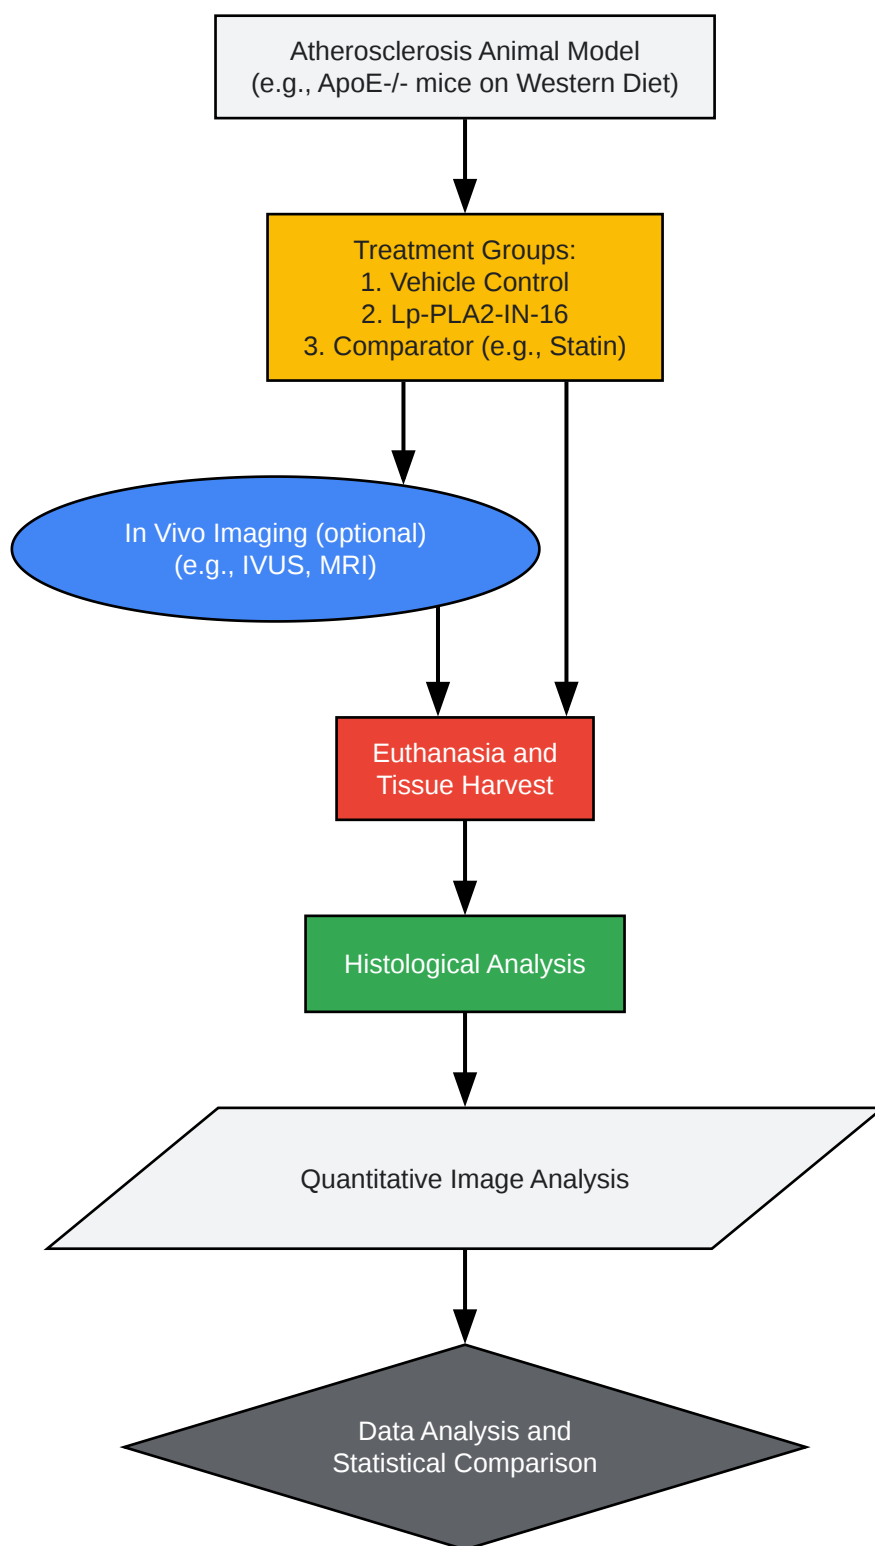 Atherosclerosis Animal Model
(e.g., ApoE-/- mice on Western Diet)
Treatment Groups:
1. Vehicle Control
2. Lp-PLA2-IN-16
3. Comparator (e.g., Statin)
In Vivo Imaging (optional)
(e.g., IVUS, MRI)
Euthanasia and
Tissue Harvest
Histological Analysis
Quantitative Image Analysis
Data Analysis and
Statistical Comparison